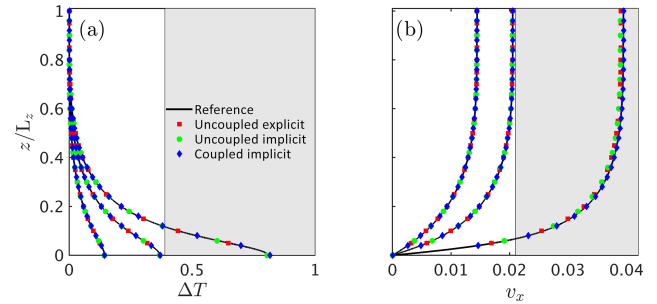 (a)
(b)
1
0.8
0.6
0.4
0.2
0
z/L_z
Reference
Uncoupled explicit
Uncoupled implicit
Coupled implicit
0 0.5 1
ΔT
0 0.01 0.02 0.03 0.04
v_x